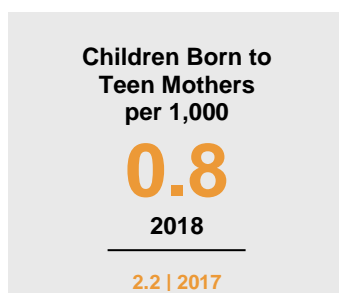 Children Born to
Teen Mothers
per 1,000
0.8
2018
2.2 | 2017